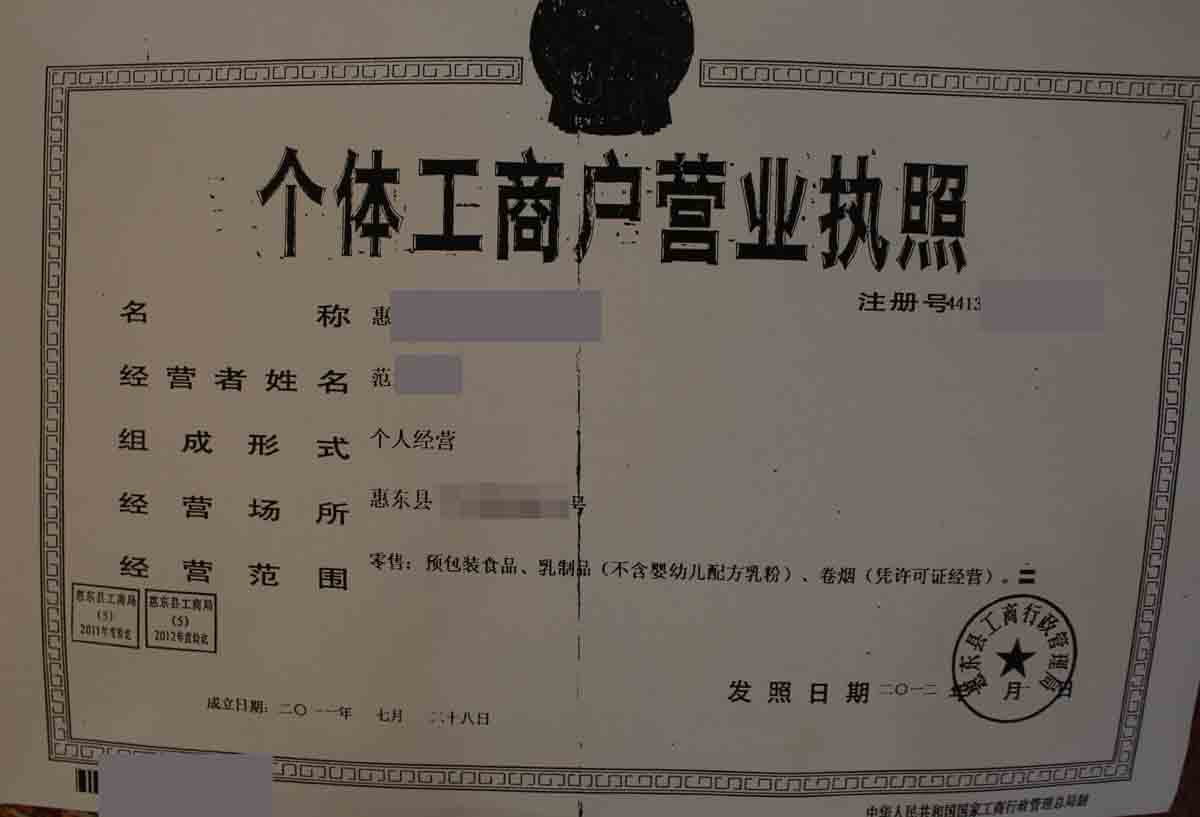 个体工商户营业执照
注册号4413
名称 惠
经营者姓名 范
组成形式 个人经营
经营场所 惠东县 号
经营范围 零售：预包装食品、乳制品（不含婴幼儿配方乳粉）、卷烟（凭许可证经营）。
惠东县工商局 惠东县工商局
(5) (5)
2011年度验讫 2012年度验讫
惠东县工商行政管理局
发照日期 二〇一二年 月 日
成立日期：二〇一一年 七月 二十八日
中华人民共和国国家工商行政管理总局制